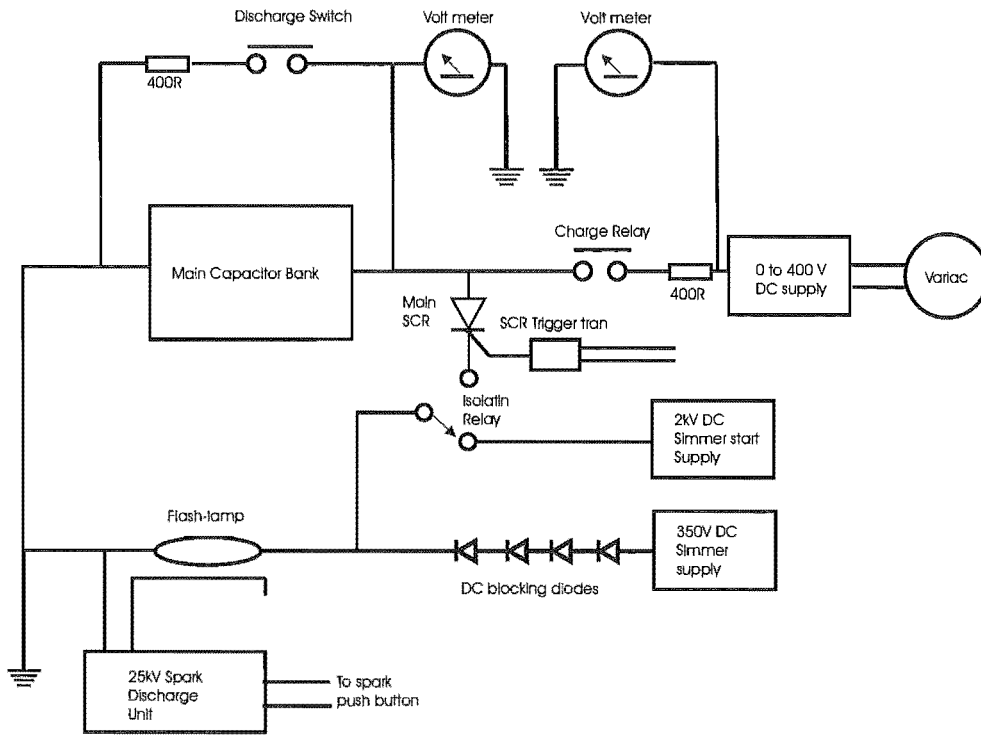 Discharge Switch
Volt meter
Volt meter
400R
Charge Relay
Main Capacitor Bank
0 to 400 V
DC supply
Variac
400R
Main
SCR
SCR Trigger tran
Isolatin
Relay
2kV DC
Simmer start
Supply
Flash-lamp
350V DC
Simmer
supply
DC blocking diodes
25kV Spark
Discharge
Unit
To spark
push button